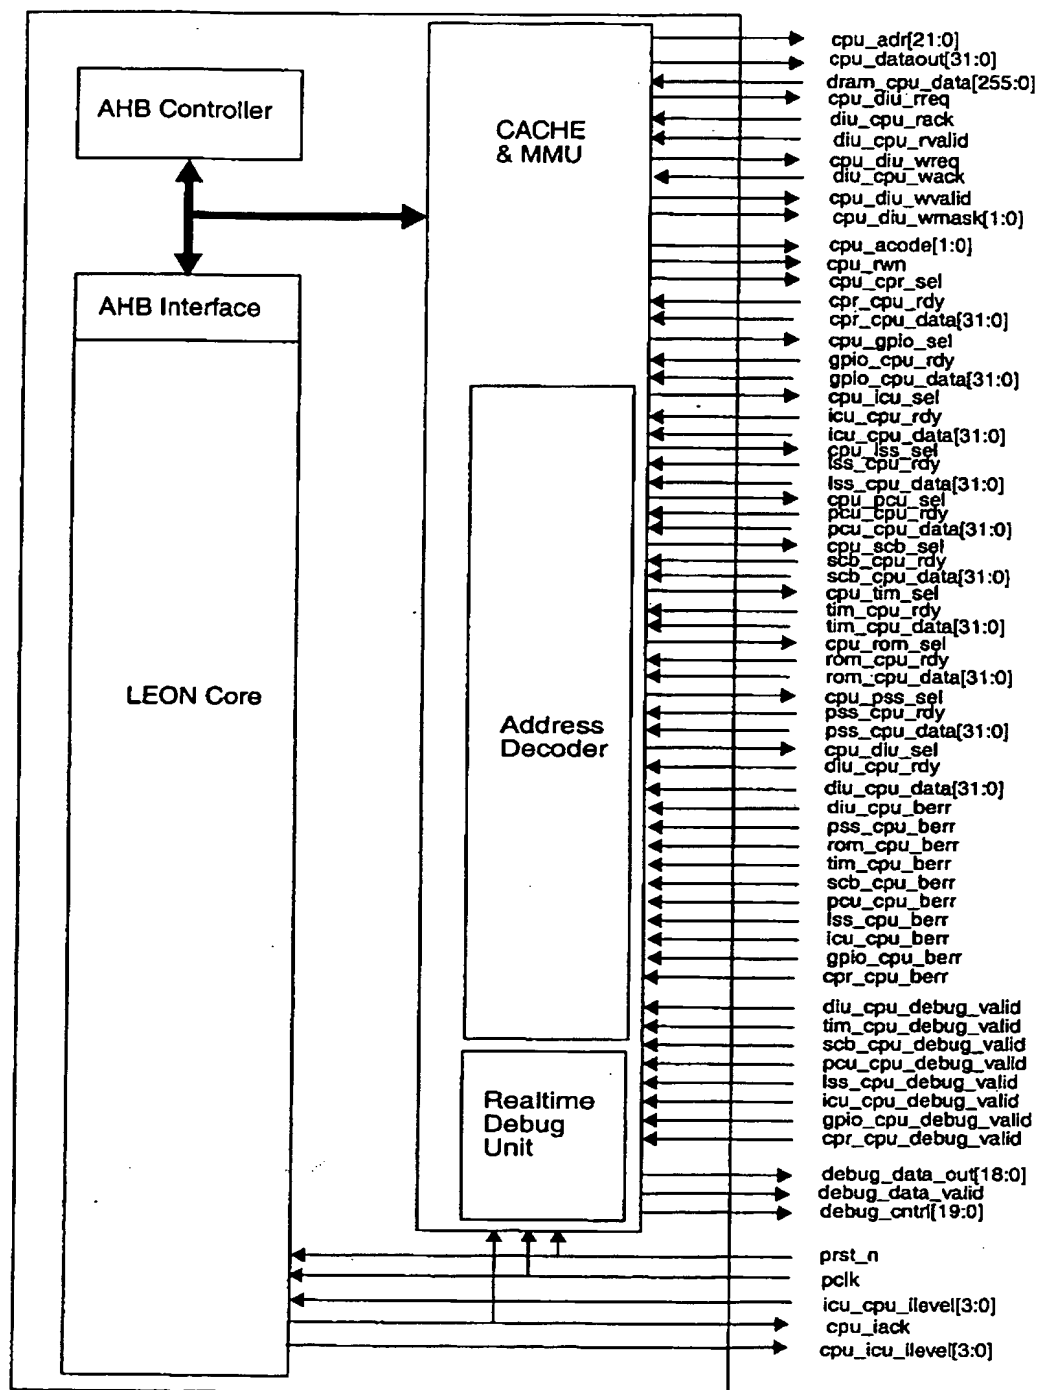 AHB Controller
AHB Interface
LEON Core
CACHE
& MMU
Address
Decoder
Realtime
Debug
Unit
cpu_adr[21:0]
cpu_dataout[31:0]
dram_cpu_data[255:0]
cpu_diu_rreq
diu_cpu_rack
diu_cpu_rvalid
cpu_diu_wreq
diu_cpu_wack
cpu_diu_wvalid
cpu_diu_wmask[1:0]
cpu_acode[1:0]
cpu_rwn
cpu_cpr_sel
cpr_cpu_rdy
cpr_cpu_data[31:0]
cpu_gpio_sel
gpio_cpu_rdy
gpio_cpu_data[31:0]
cpu_icu_sel
icu_cpu_rdy
icu_cpu_data[31:0]
cpu_lss_sel
lss_cpu_rdy
lss_cpu_data[31:0]
cpu_pcu_sel
pcu_cpu_rdy
pcu_cpu_data[31:0]
cpu_scb_sel
scb_cpu_rdy
scb_cpu_data[31:0]
cpu_tim_sel
tim_cpu_rdy
tim_cpu_data[31:0]
cpu_rom_sel
rom_cpu_rdy
rom_cpu_data[31:0]
cpu_pss_sel
pss_cpu_rdy
pss_cpu_data[31:0]
cpu_diu_sel
diu_cpu_rdy
diu_cpu_data[31:0]
diu_cpu_berr
pss_cpu_berr
rom_cpu_berr
tim_cpu_berr
scb_cpu_berr
pcu_cpu_berr
lss_cpu_berr
icu_cpu_berr
gpio_cpu_berr
cpr_cpu_berr
diu_cpu_debug_valid
tim_cpu_debug_valid
scb_cpu_debug_valid
pcu_cpu_debug_valid
lss_cpu_debug_valid
icu_cpu_debug_valid
gpio_cpu_debug_valid
cpr_cpu_debug_valid
debug_data_out[18:0]
debug_data_valid
debug_cntrl[19:0]
prst_n
pclk
icu_cpu_ilevel[3:0]
cpu_iack
cpu_icu_ilevel[3:0]